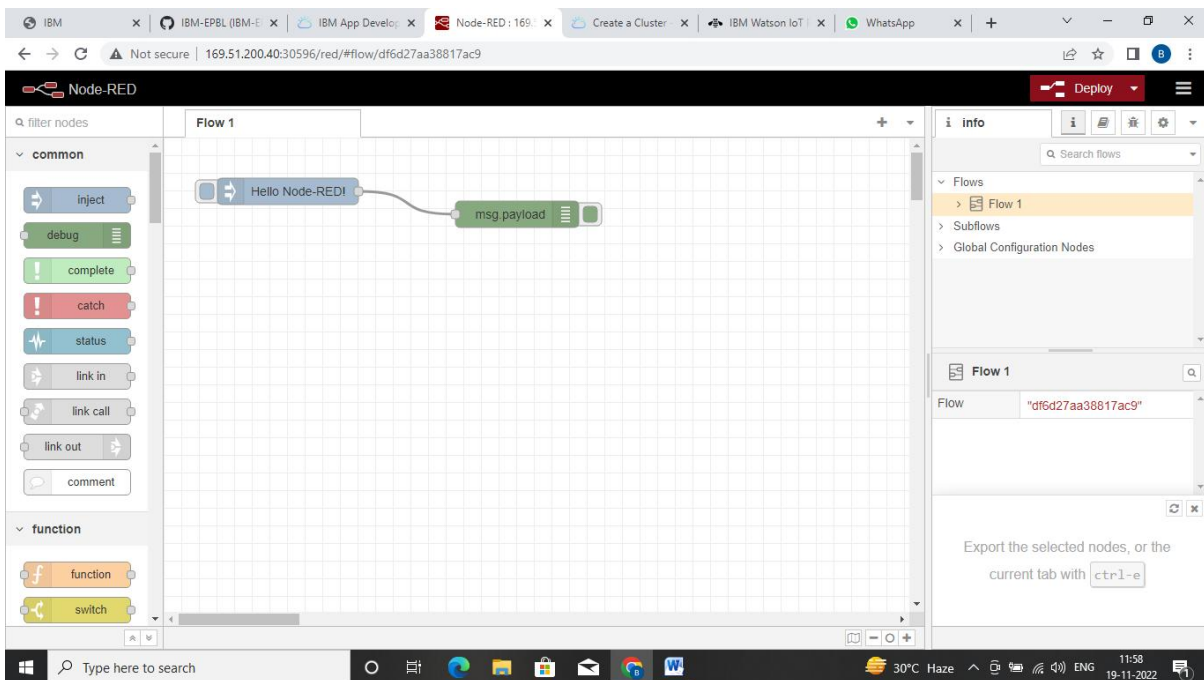 IBM
IBM-EPBL (IBM-E
IBM App Develop
Node-RED : 169.5
Create a Cluster
IBM Watson IoT
WhatsApp
Not secure | 169.51.200.40:30596/red/#flow/df6d27aa38817ac9
B
Node-RED
Deploy
filter nodes
Flow 1
i info
Search flows
common
inject
debug
complete
catch
status
link in
link call
link out
comment
function
function
switch
Hello Node-RED!
msg.payload
Flows
Flow 1
Subflows
Global Configuration Nodes
Flow 1
Flow "df6d27aa38817ac9"
Export the selected nodes, or the
current tab with ctrl-e
Type here to search
30°C Haze
ENG
11:58
19-11-2022